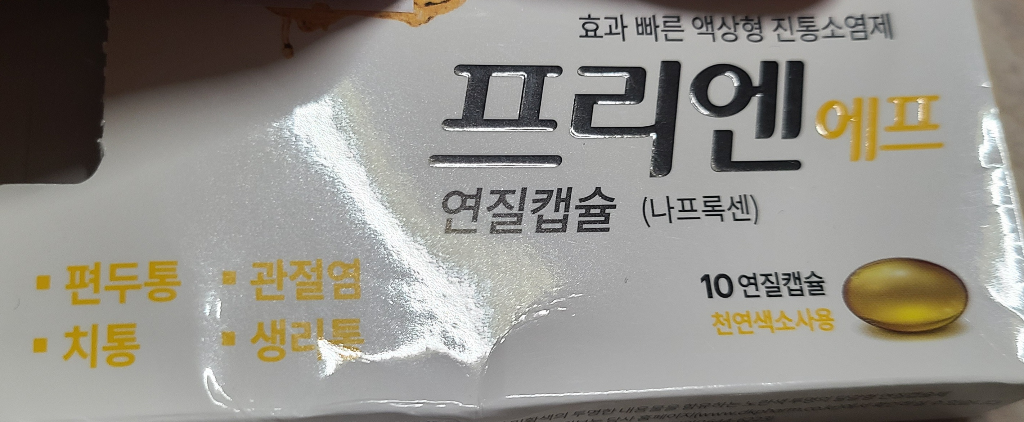 효과 빠른 액상형 진통소염제
프리엔에프
연질캡슐 (나프록센)
▪ 편두통 ▪ 관절염
▪ 치통 ▪ 생리통
10 연질캡슐
천연색소사용